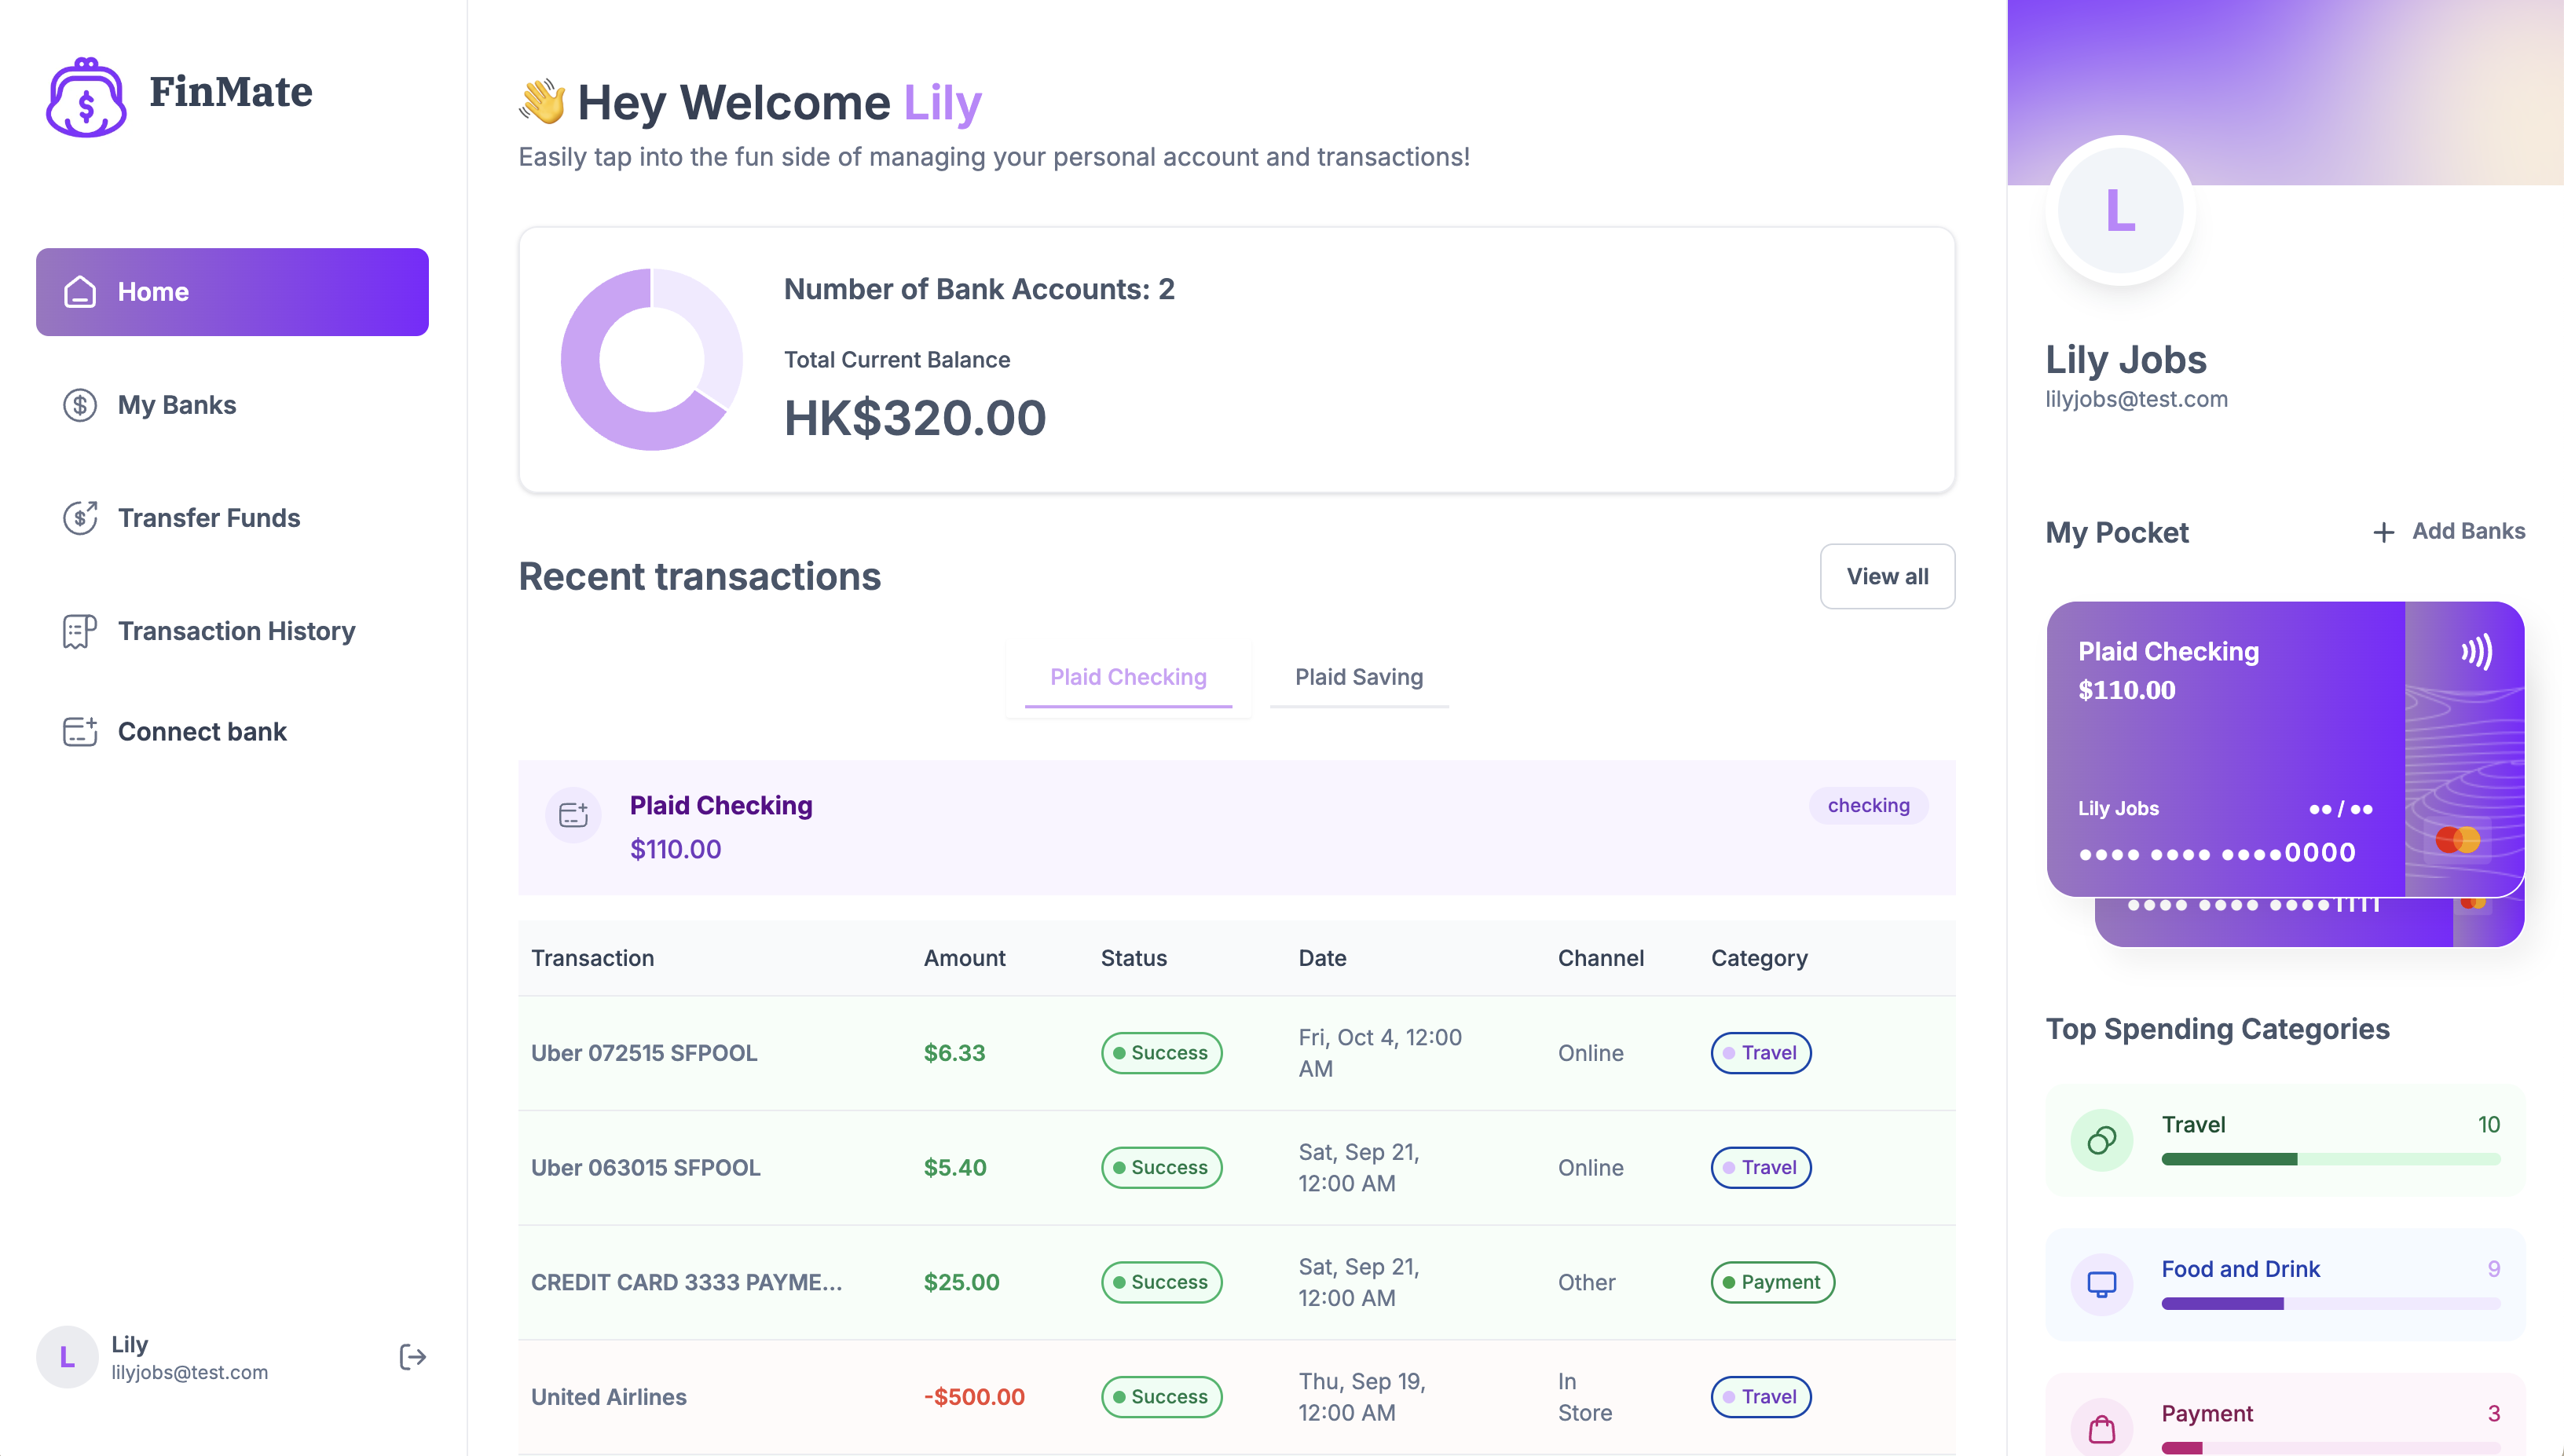 FinMate
Home
My Banks
Transfer Funds
Transaction History
Connect bank
L
Lily
lilyjobs@test.com
👋 Hey Welcome Lily
Easily tap into the fun side of managing your personal account and transactions!
Number of Bank Accounts: 2
Total Current Balance
HK$320.00
Recent transactions
View all
Plaid Checking
Plaid Saving
Plaid Checking
checking
$110.00
Transaction Amount Status Date Channel Category
Uber 072515 SFPOOL $6.33 Success Fri, Oct 4, 12:00 AM Online Travel
Uber 063015 SFPOOL $5.40 Success Sat, Sep 21, 12:00 AM Online Travel
CREDIT CARD 3333 PAYME... $25.00 Success Sat, Sep 21, 12:00 AM Other Payment
United Airlines -$500.00 Success Thu, Sep 19, 12:00 AM In Store Travel
L
Lily Jobs
lilyjobs@test.com
My Pocket
+ Add Banks
Plaid Checking
$110.00
Lily Jobs ●● / ●●
●●●● ●●●● ●●●●0000
Top Spending Categories
Travel 10
Food and Drink 9
Payment 3